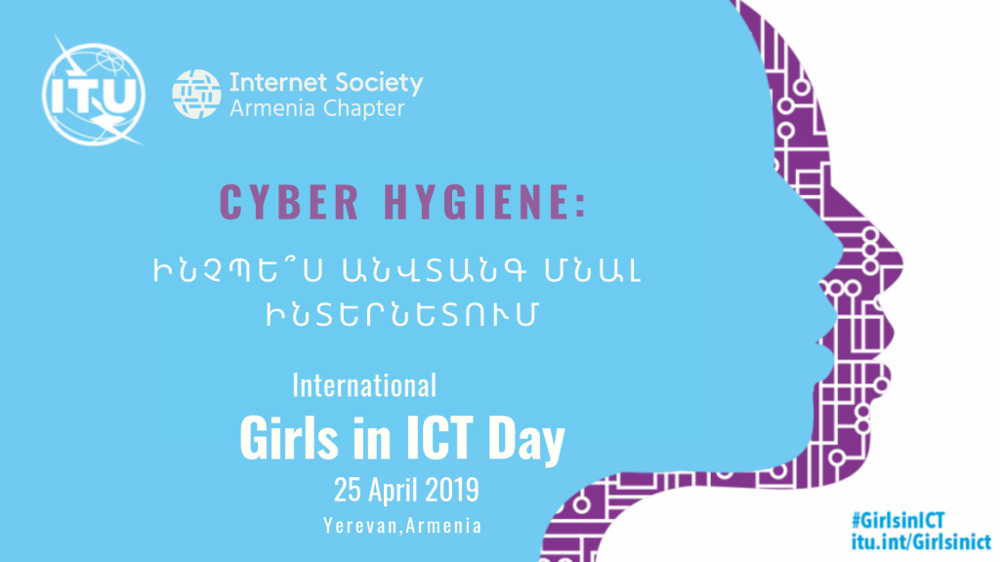 ITU
Internet Society
Armenia Chapter
CYBER HYGIENE:
ԻՆՉՊԵ՞Ս ԱՆՎՏԱՆԳ ՄՆԱԼ
ԻՆՏԵՐՆԵՏՈՒՄ
International
Girls in ICT Day
25 April 2019
Yerevan,Armenia
#GirlsinICT
itu.int/Girlsinict